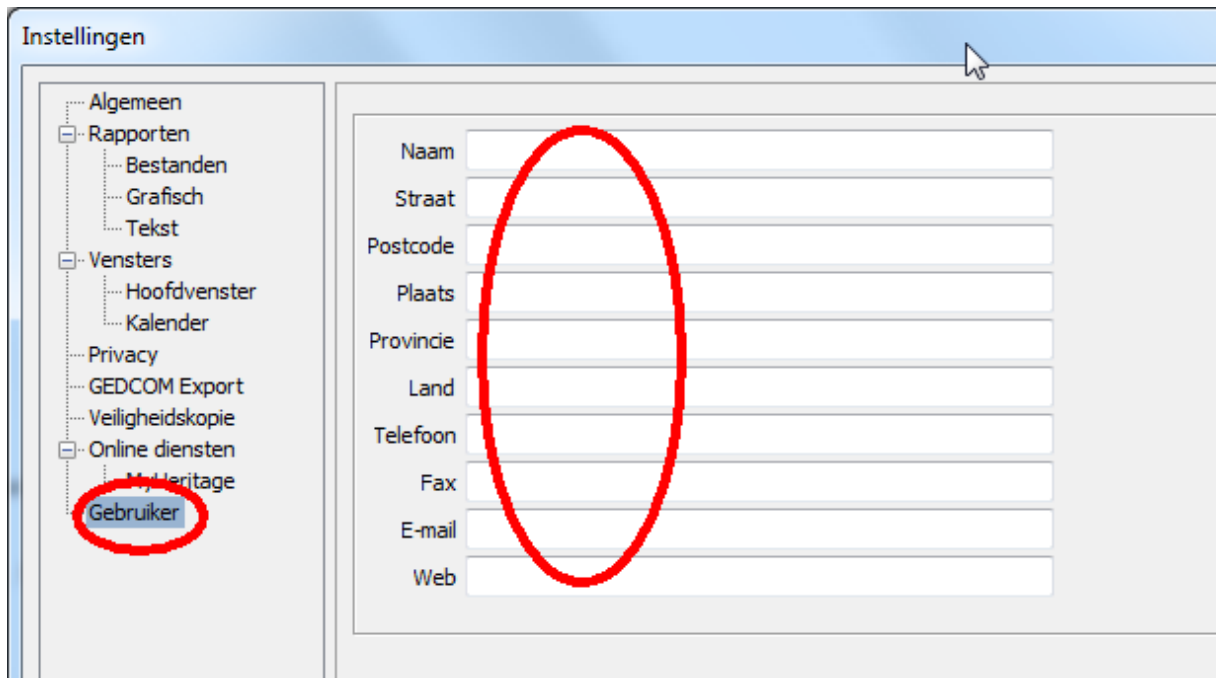 Instellingen
Algemeen
Rapporten
Bestanden
Grafisch
Tekst
Vensters
Hoofdvenster
Kalender
Privacy
GEDCOM Export
Veiligheidskopie
Online diensten
MyHeritage
Gebruiker
Naam
Straat
Postcode
Plaats
Provincie
Land
Telefoon
Fax
E-mail
Web